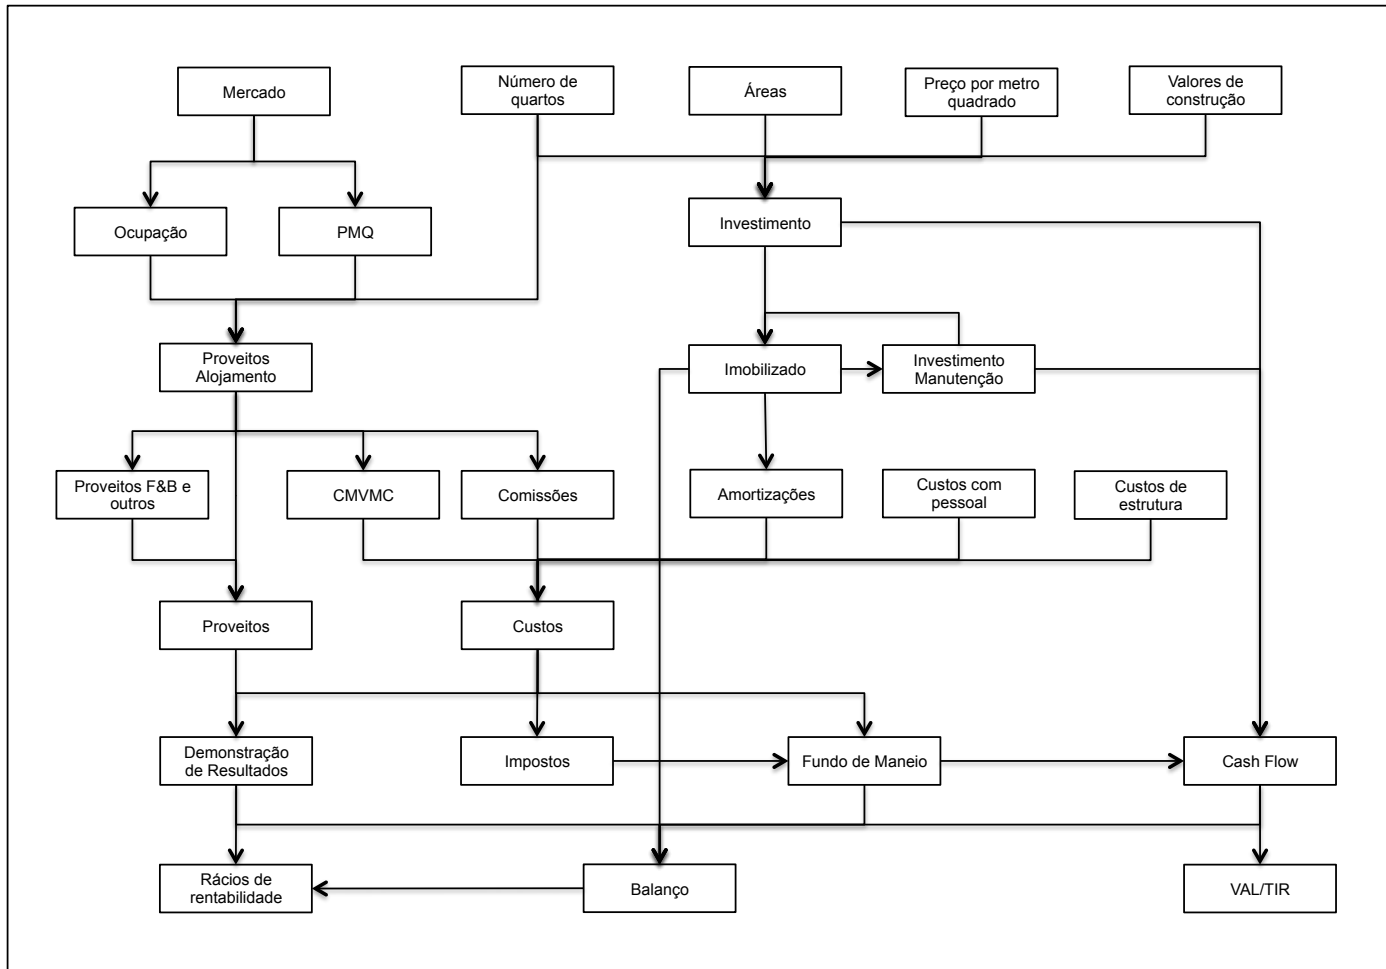 Mercado
Número de
quartos
Áreas
Preço por metro
quadrado
Valores de
construção
Ocupação
PMQ
Investimento
Proveitos
Alojamento
Imobilizado
Investimento
Manutenção
Proveitos F&B e
outros
CMVMC
Comissões
Amortizações
Custos com
pessoal
Custos de
estrutura
Proveitos
Custos
Demonstração
de Resultados
Impostos
Fundo de Maneio
Cash Flow
Rácios de
rentabilidade
Balanço
VAL/TIR